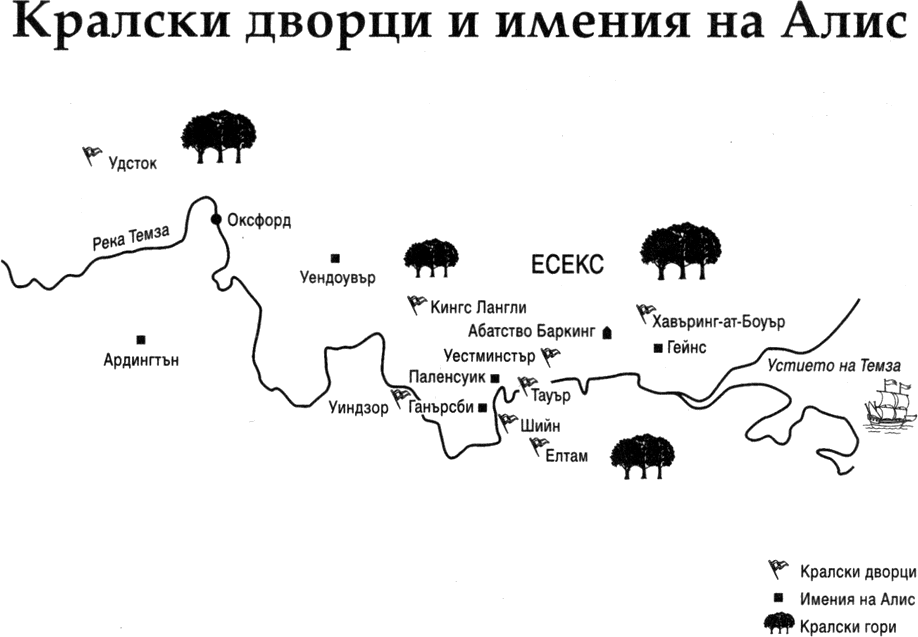 Кралски дворци и имения на Алис
Удсток
Оксфорд
Река Темза
Уендоувър
ЕСЕКС
Кингс Лангли
Хавъринг-ат-Боуър
Абатство Баркинг
Гейнс
Ардингтън
Уестминстър
Устието на Темза
Паленсуик
Тауър
Уиндзор
Ганърсби
Шийн
Елтам
Кралски дворци
Имения на Алис
Кралски гори